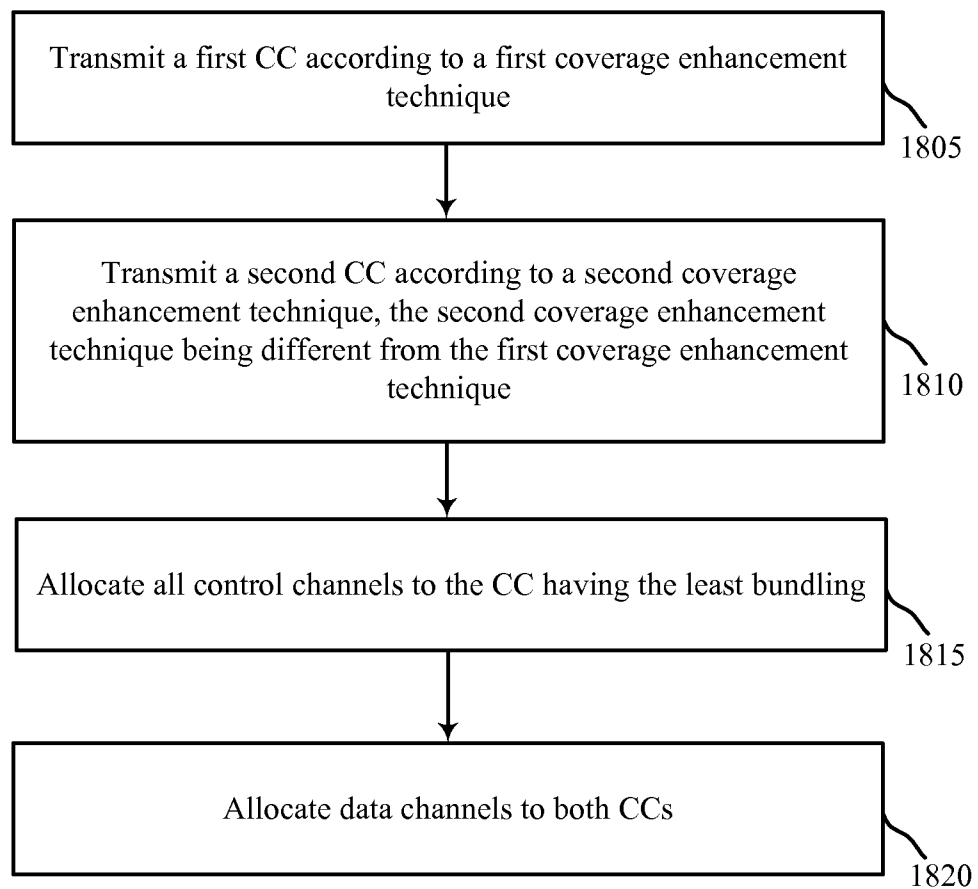 Transmit a first CC according to a first coverage enhancement
technique
1805
Transmit a second CC according to a second coverage
enhancement technique, the second coverage enhancement
technique being different from the first coverage enhancement
technique
1810
Allocate all control channels to the CC having the least bundling
1815
Allocate data channels to both CCs
1820